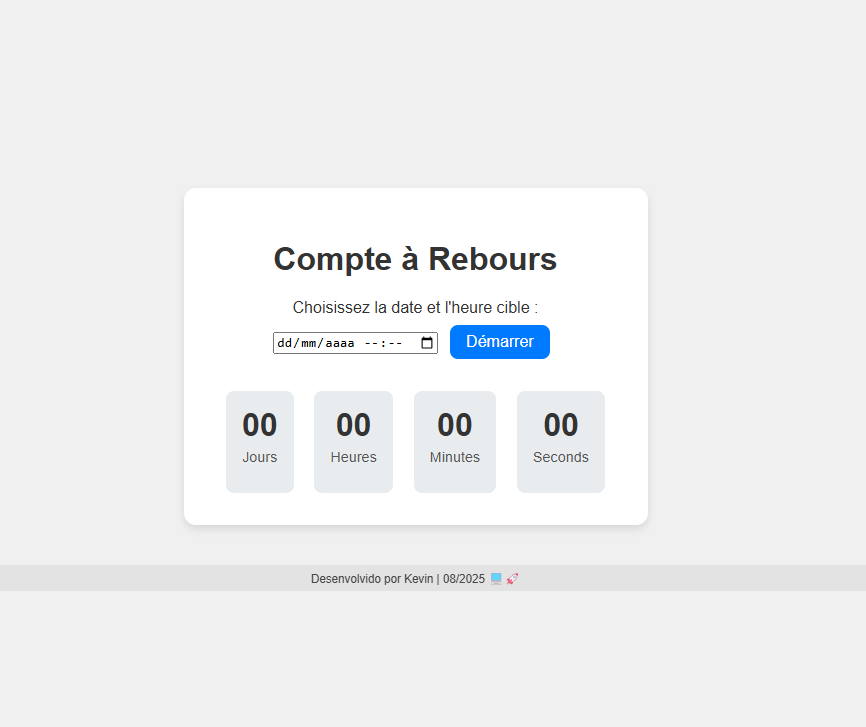 Compte à Rebours
Choisissez la date et l'heure cible :
dd/mm/aaaa --:-- Démarrer
00 00 00 00
Jours Heures Minutes Seconds
Desenvolvido por Kevin | 08/2025 💻 🚀